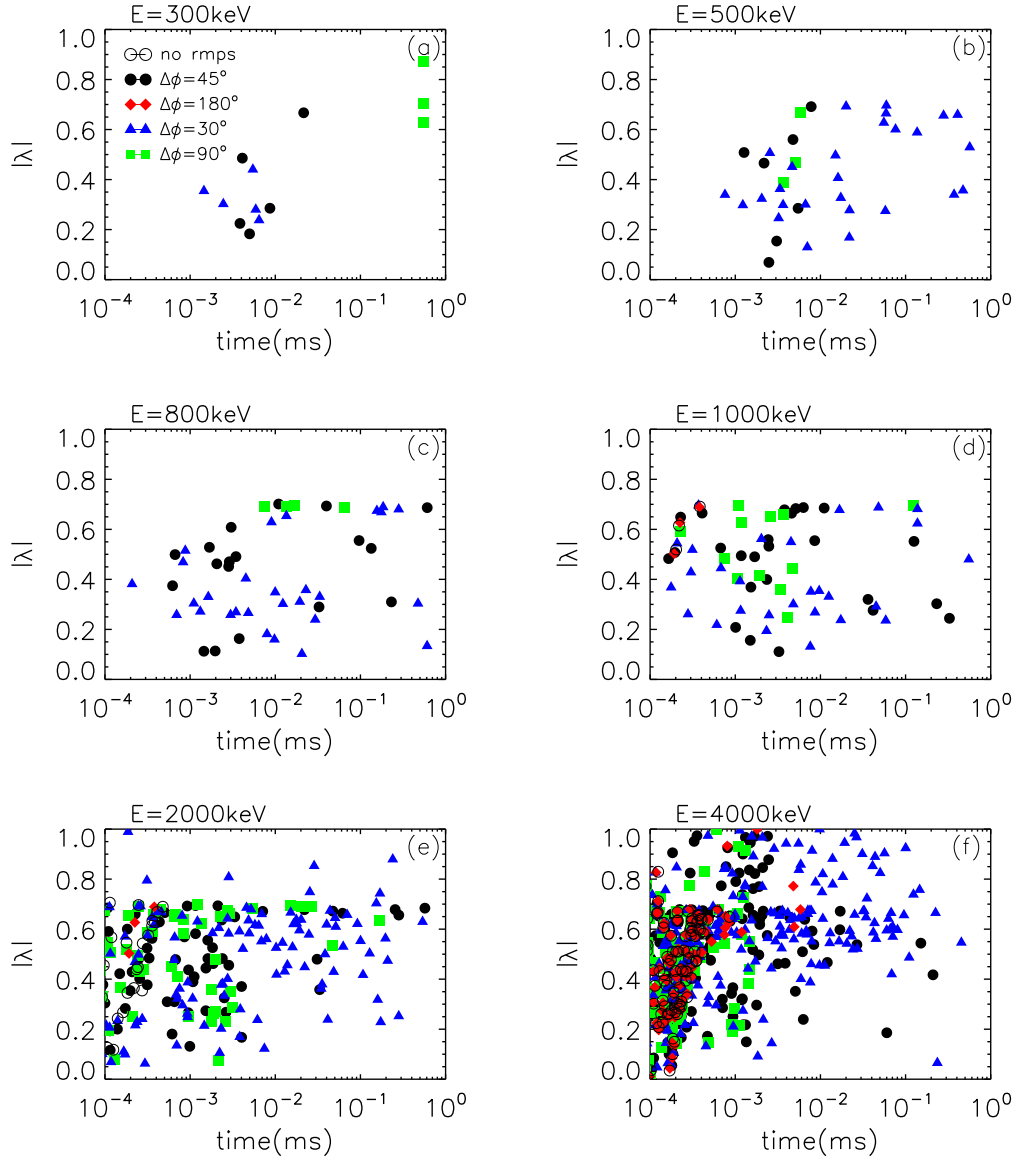 E=300keV
(a)
no rmps
Δϕ=45°
Δϕ=180°
Δϕ=30°
Δϕ=90°
|λ|
1.0
0.8
0.6
0.4
0.2
0.0
10⁻⁴ 10⁻³ 10⁻² 10⁻¹ 10⁰
time(ms)
E=500keV
(b)
|λ|
1.0
0.8
0.6
0.4
0.2
0.0
10⁻⁴ 10⁻³ 10⁻² 10⁻¹ 10⁰
time(ms)
E=800keV
(c)
|λ|
1.0
0.8
0.6
0.4
0.2
0.0
10⁻⁴ 10⁻³ 10⁻² 10⁻¹ 10⁰
time(ms)
E=1000keV
(d)
|λ|
1.0
0.8
0.6
0.4
0.2
0.0
10⁻⁴ 10⁻³ 10⁻² 10⁻¹ 10⁰
time(ms)
E=2000keV
(e)
|λ|
1.0
0.8
0.6
0.4
0.2
0.0
10⁻⁴ 10⁻³ 10⁻² 10⁻¹ 10⁰
time(ms)
E=4000keV
(f)
|λ|
1.0
0.8
0.6
0.4
0.2
0.0
10⁻⁴ 10⁻³ 10⁻² 10⁻¹ 10⁰
time(ms)